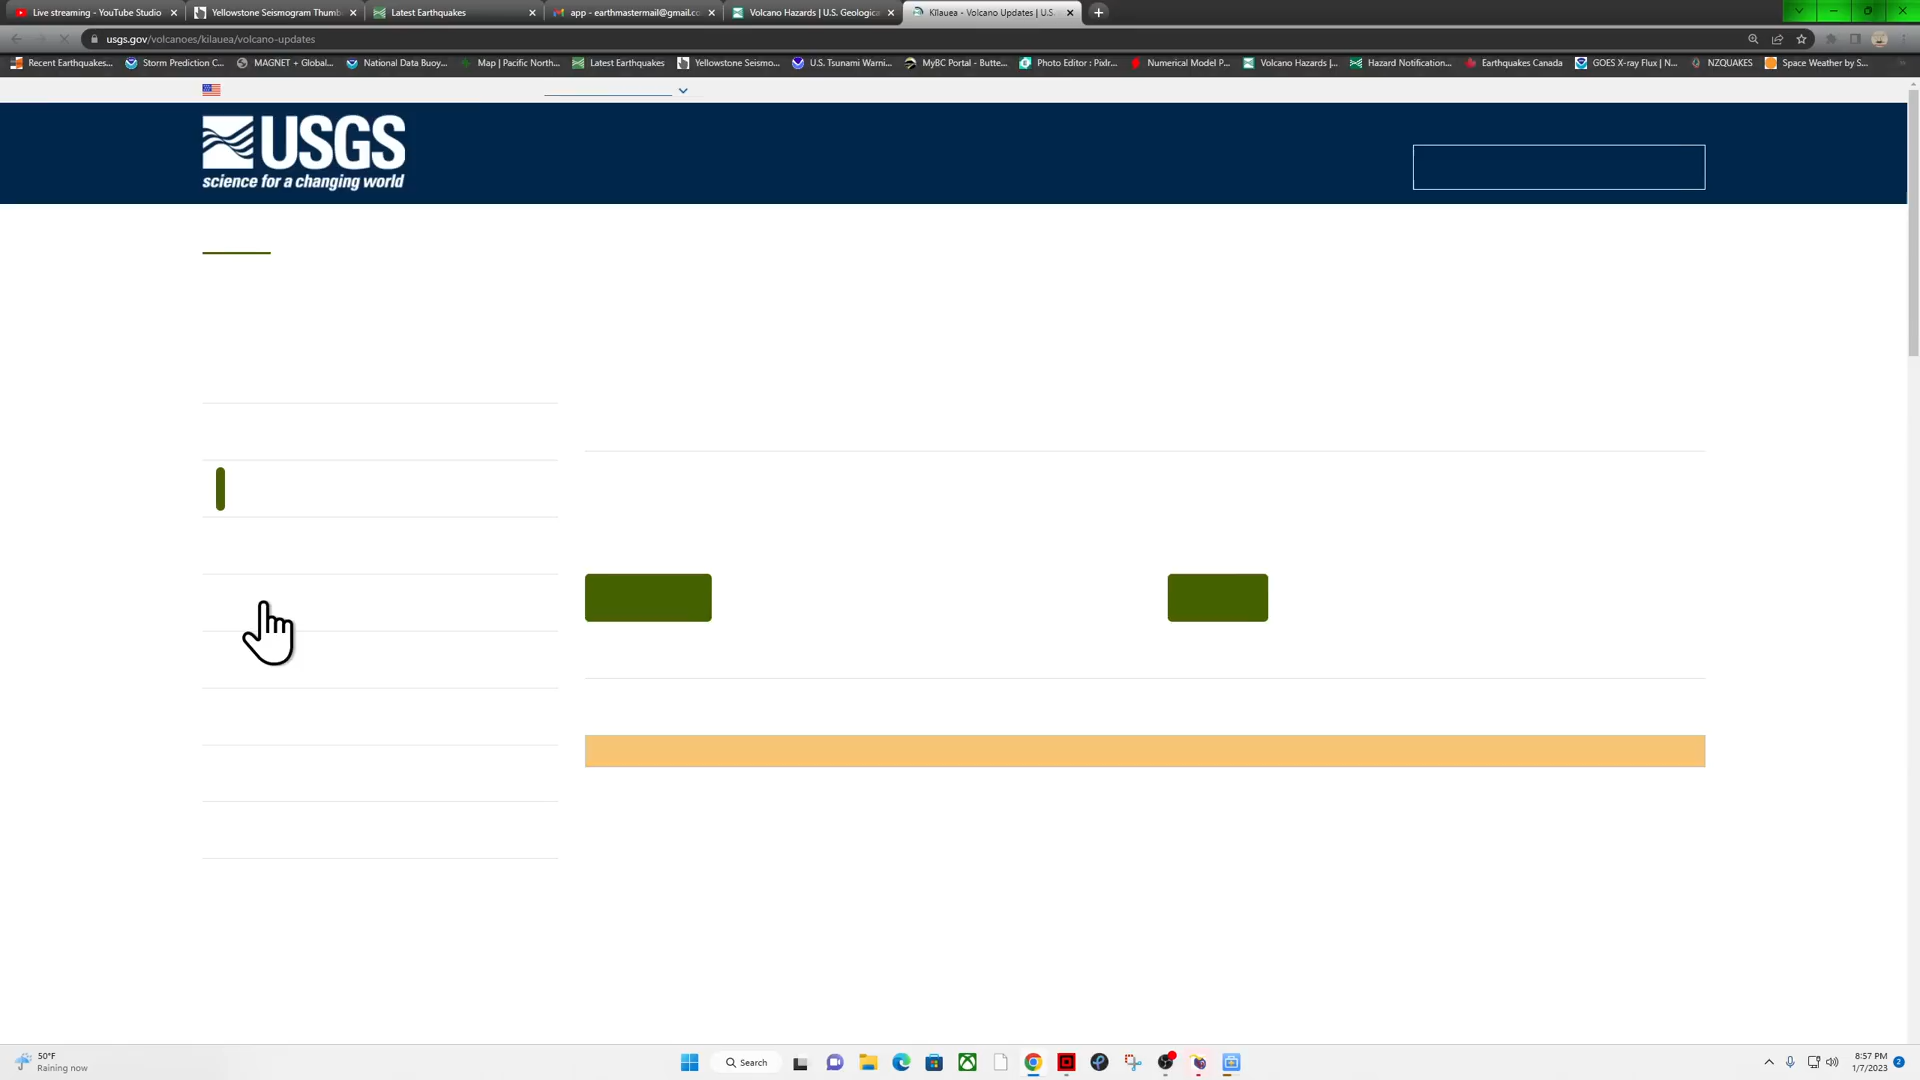 Live streaming - YouTube Studio
Yellowstone Seismogram Thumb
Latest Earthquakes
app - earthmastermail@gmail.co
Volcano Hazards | U.S. Geologica
Kīlauea - Volcano Updates | U.S.
usgs.gov/volcanoes/kilauea/volcano-updates
Recent Earthquakes...
Storm Prediction C...
MAGNET + Global...
National Data Buoy...
Map | Pacific North...
Latest Earthquakes
Yellowstone Seismo...
U.S. Tsunami Warni...
MyBC Portal - Butte...
Photo Editor : Pixlr...
Numerical Model P...
Volcano Hazards |...
Hazard Notification...
Earthquakes Canada
GOES X-ray Flux | N...
NZQUAKES
Space Weather by S...
USGS
science for a changing world
50°F
Raining now
Search
8:57 PM
1/7/2023
2